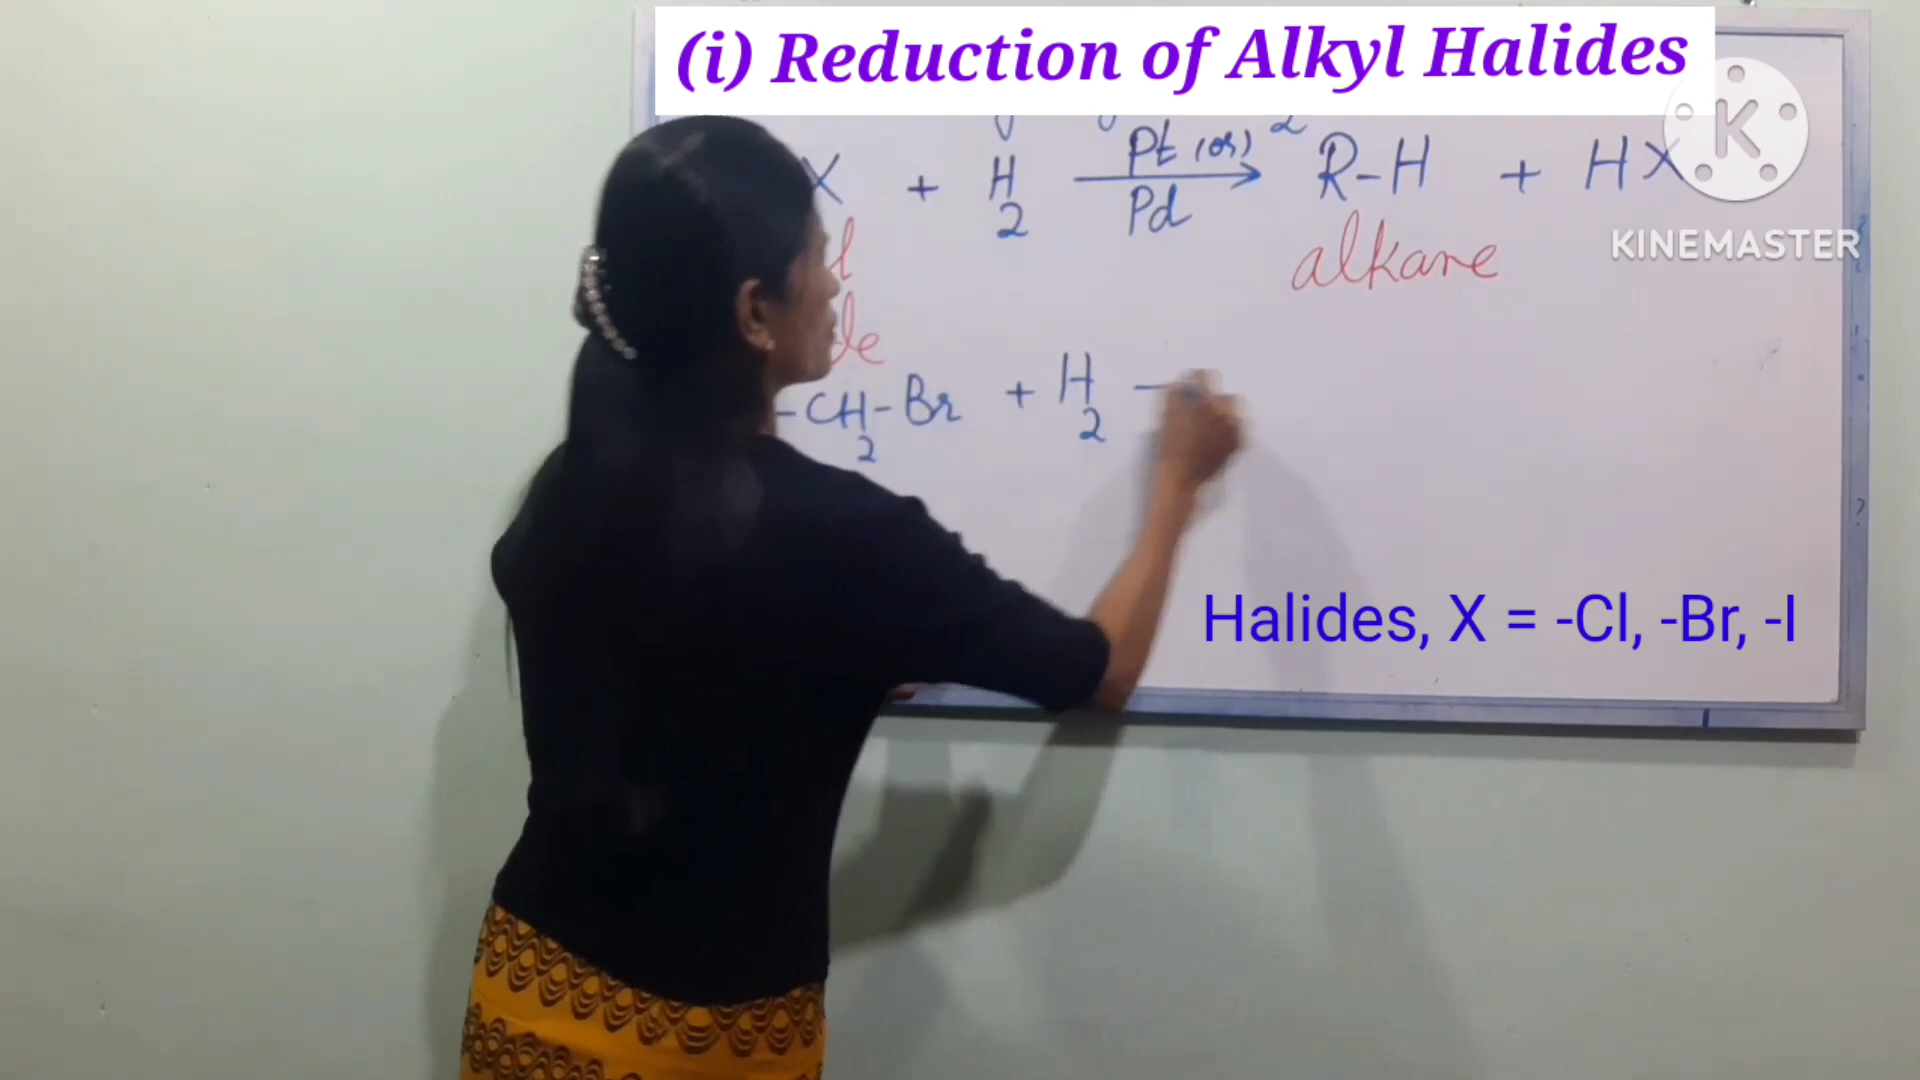 (i) Reduction of Alkyl Halides
X + H2 Pt (or) R-H + HX
Pd
alkane
KINEMASTER
-CH2-Br + H2
Halides, X = -Cl, -Br, -I